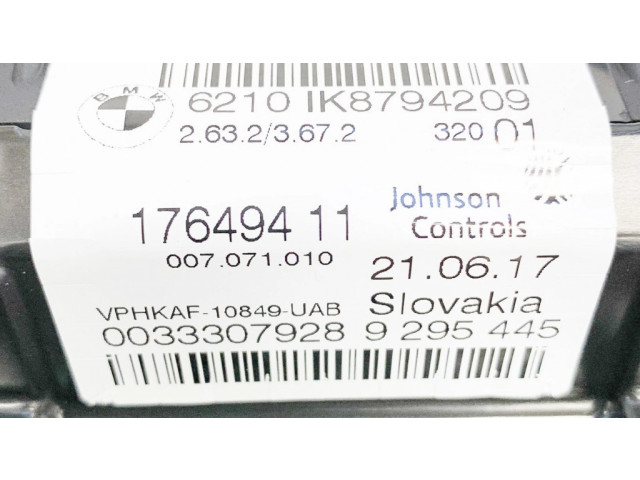 BMW
6210 IK8794209
2.63.2/3.67.2 320 01
176494 11 Johnson Controls
007.071.010 21.06.17
VPHKAF-10849-UAB Slovakia
0033307928 9 295 445